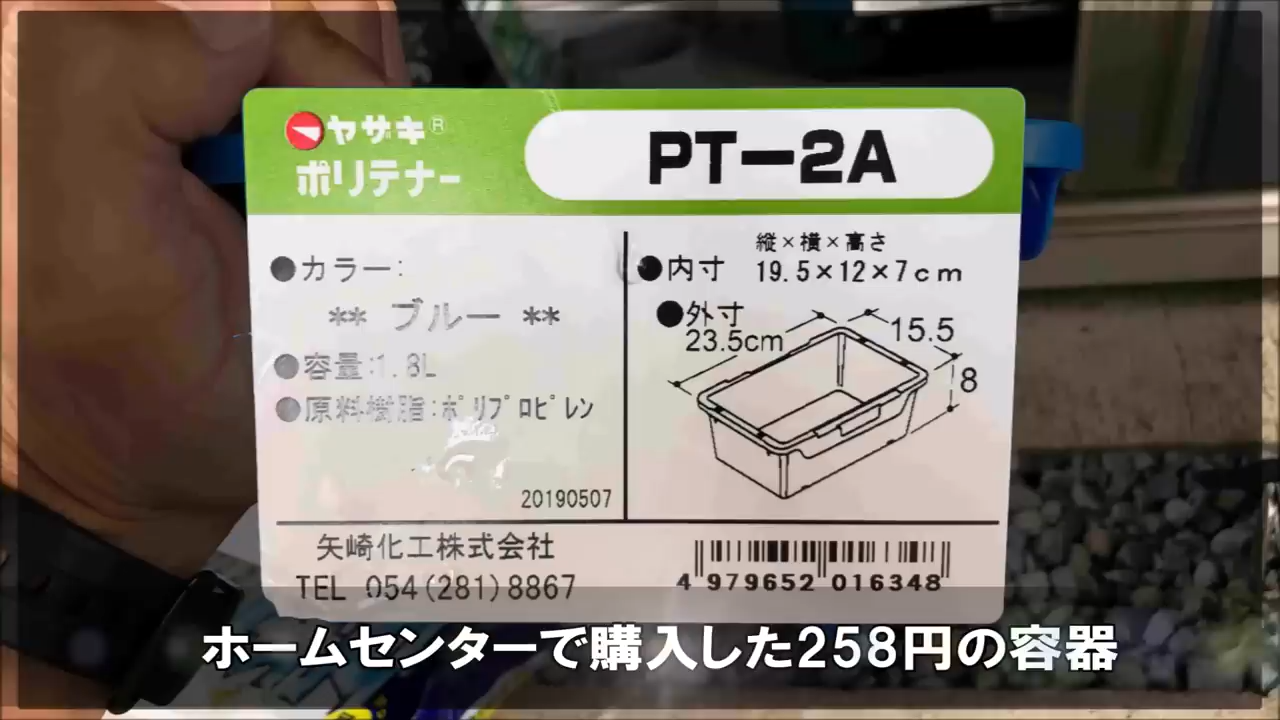 ヤザキ®
ポリテナー
PT-2A
●カラー:
** ブルー **
●容量:1.8L
●原料樹脂:ポリプロピレン
20190507
縦×横×高さ
●内寸 19.5×12×7cm
●外寸
23.5cm
15.5
8
矢崎化工株式会社
TEL 054(281)8867
4 979652 016348
ホームセンターで購入した258円の容器